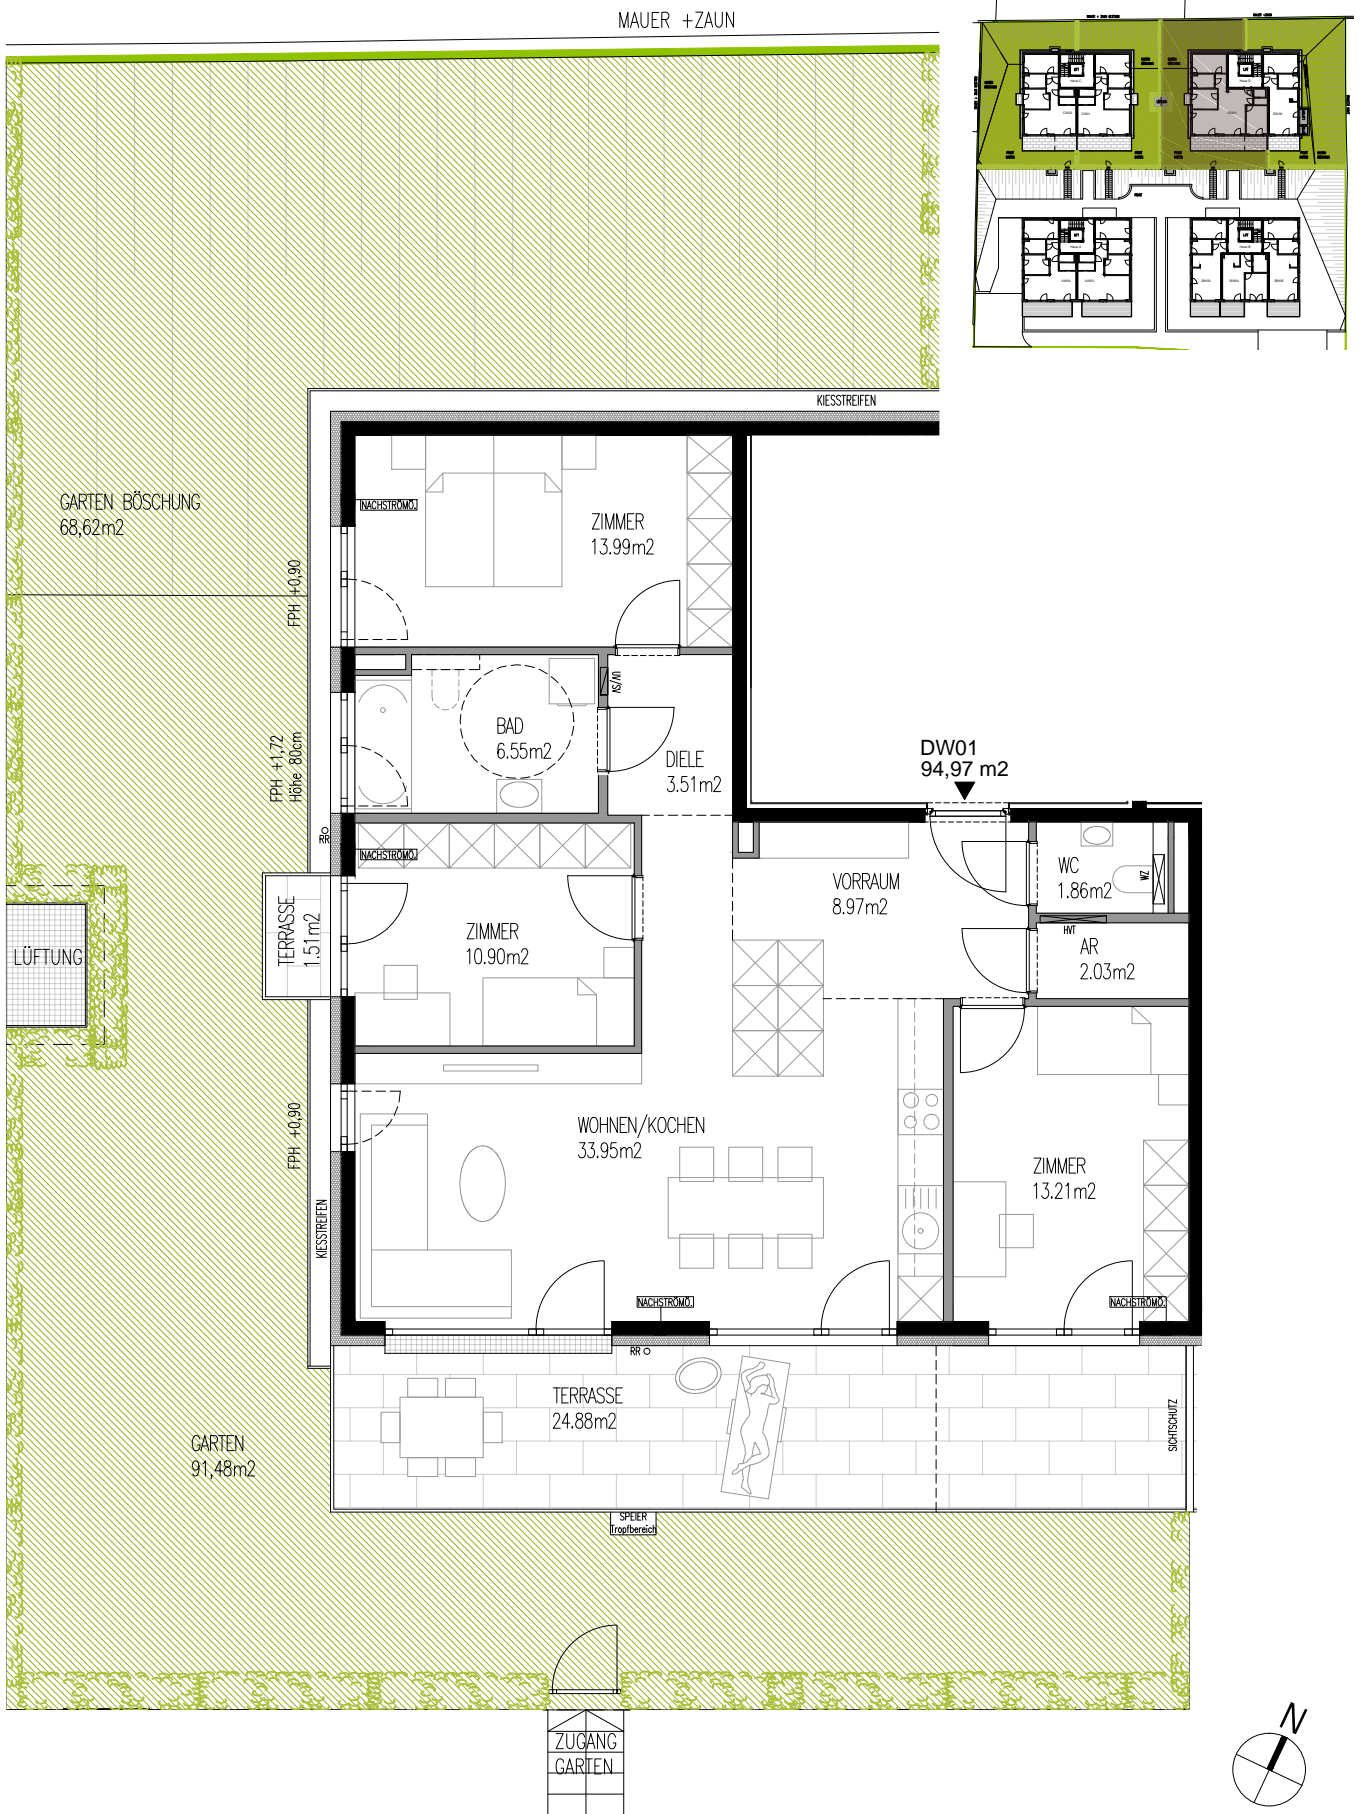 MAUER +ZAUN
KIESSTREIFEN
GARTEN BÖSCHUNG
68,62m2
NACHSTRÖMÖ.
ZIMMER
13.99m2
FPH +0,90
UV/SV
BAD
6.55m2
DIELE
3.51m2
FPH +1,72
Höhe 80cm
DW01
94,97 m2
RR
NACHSTRÖMÖ.
WC
1.86m2
WZ
VORRAUM
8.97m2
TERRASSE
1.51m2
ZIMMER
10.90m2
HVT
AR
2.03m2
LÜFTUNG
WOHNEN/KOCHEN
33.95m2
FPH +0,90
ZIMMER
13.21m2
KIESSTREIFEN
NACHSTRÖMÖ.
NACHSTRÖMÖ.
RR
TERRASSE
24.88m2
SICHTSCHUTZ
GARTEN
91,48m2
SPEIER
Tropfbereich
ZUGANG
GARTEN
N